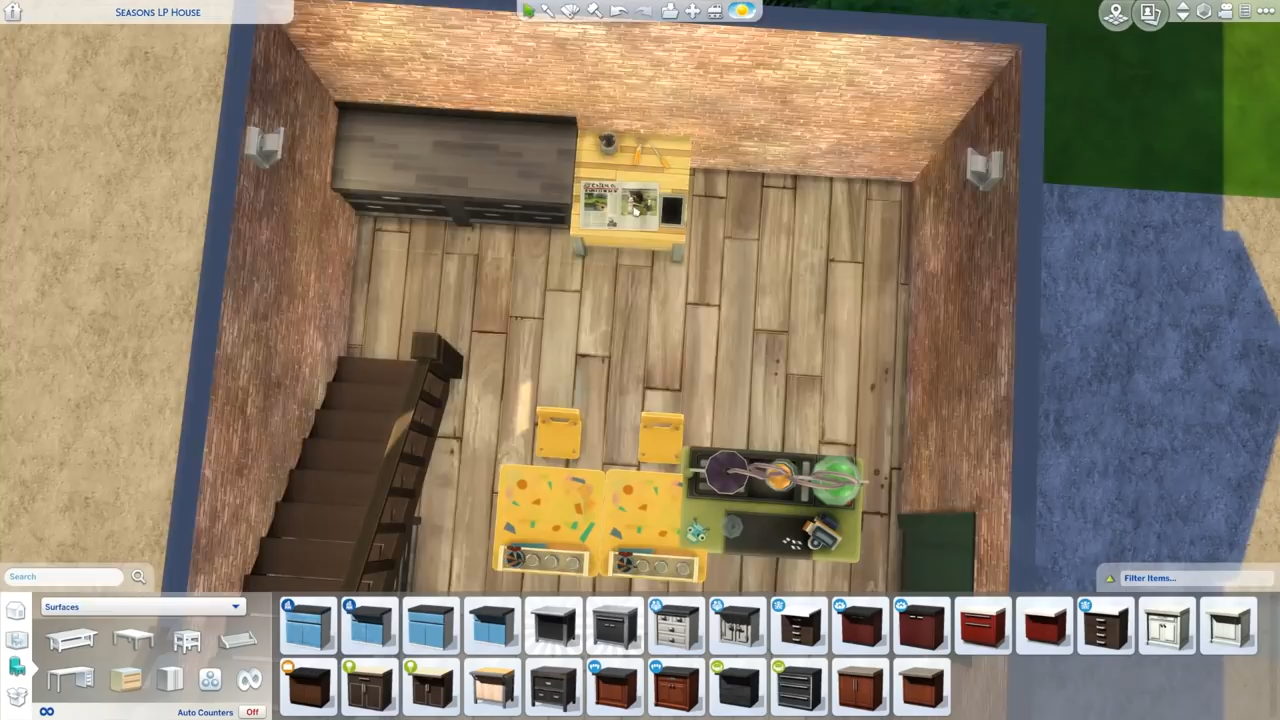 Seasons LP House
Search
Filter Items...
Surfaces
Auto Counters
Off